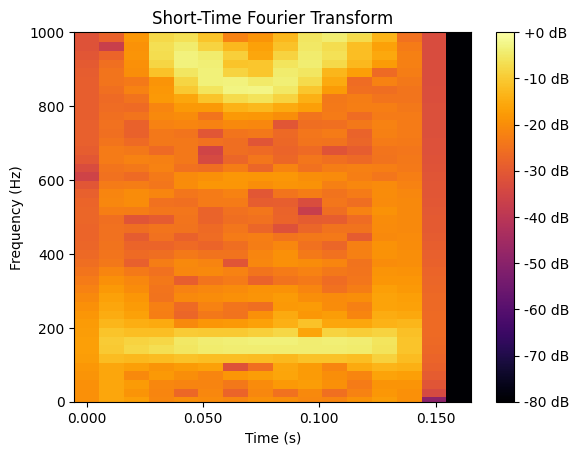 Short-Time Fourier Transform
Frequency (Hz)
1000
800
600
400
200
0
0.000
0.050
0.100
0.150
Time (s)
+0 dB
-10 dB
-20 dB
-30 dB
-40 dB
-50 dB
-60 dB
-70 dB
-80 dB